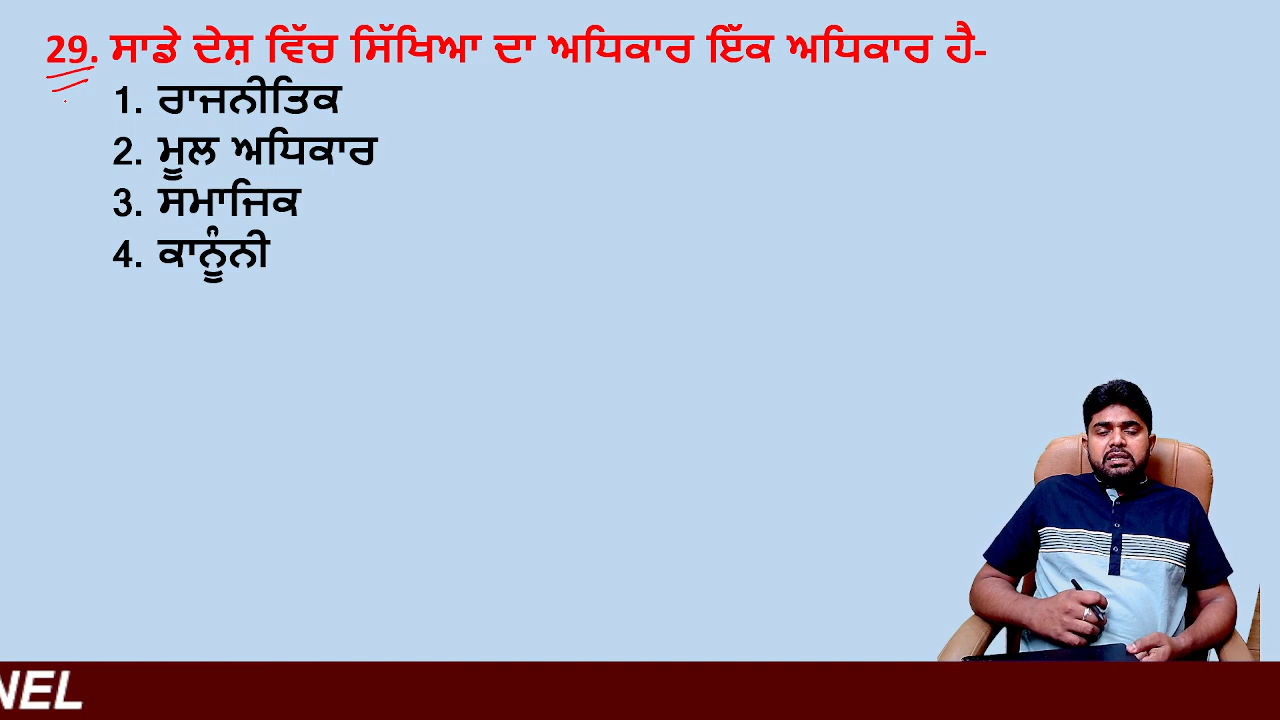 29. ਸਾਡੇ ਦੇਸ਼ ਵਿੱਚ ਸਿੱਖਿਆ ਦਾ ਅਧਿਕਾਰ ਇੱਕ ਅਧਿਕਾਰ ਹੈ-
1. ਰਾਜਨੀਤਿਕ
2. ਮੂਲ ਅਧਿਕਾਰ
3. ਸਮਾਜਿਕ
4. ਕਾਨੂੰਨੀ
NEL